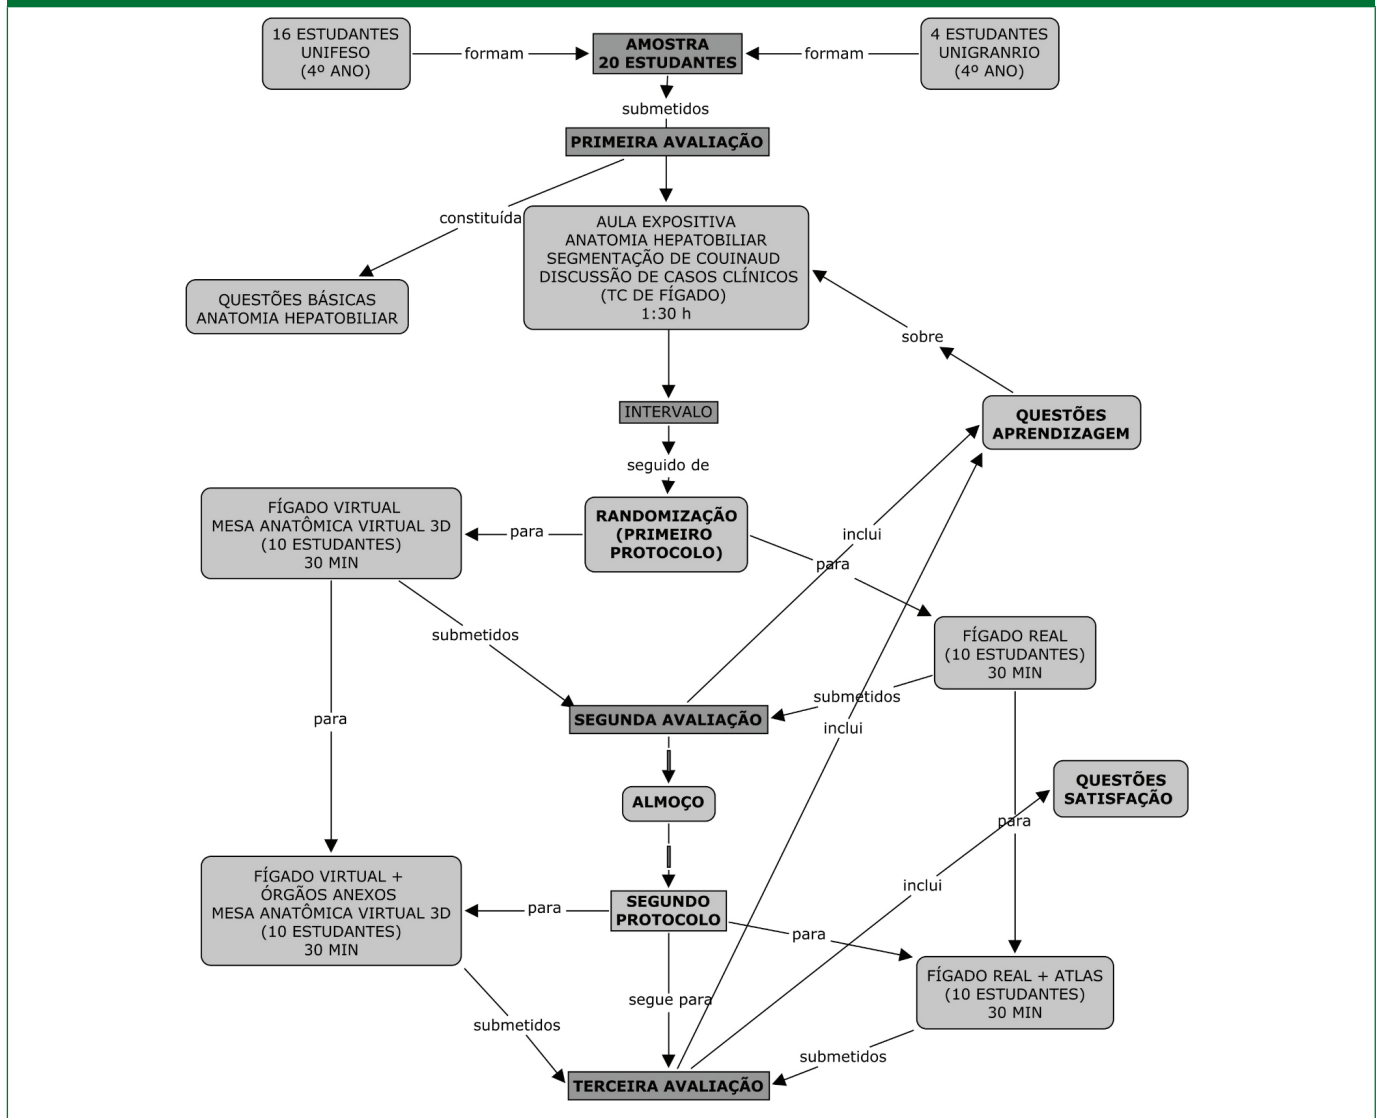 16 ESTUDANTES
UNIFESO
(4º ANO)
formam
AMOSTRA
20 ESTUDANTES
formam
4 ESTUDANTES
UNIGRANRIO
(4º ANO)
submetidos
PRIMEIRA AVALIAÇÃO
constituída
QUESTÕES BÁSICAS
ANATOMIA HEPATOBILIAR
AULA EXPOSITIVA
ANATOMIA HEPATOBILIAR
SEGMENTAÇÃO DE COUINAUD
DISCUSSÃO DE CASOS CLÍNICOS
(TC DE FÍGADO)
1:30 h
sobre
QUESTÕES
APRENDIZAGEM
INTERVALO
seguido de
RANDOMIZAÇÃO
(PRIMEIRO
PROTOCOLO)
para
FÍGADO VIRTUAL
MESA ANATÔMICA VIRTUAL 3D
(10 ESTUDANTES)
30 MIN
inclui
para
FÍGADO REAL
(10 ESTUDANTES)
30 MIN
submetidos
submetidos
SEGUNDA AVALIAÇÃO
para
inclui
ALMOÇO
QUESTÕES
SATISFAÇÃO
para
FÍGADO VIRTUAL +
ÓRGÃOS ANEXOS
MESA ANATÔMICA VIRTUAL 3D
(10 ESTUDANTES)
30 MIN
para
SEGUNDO
PROTOCOLO
para
inclui
FÍGADO REAL + ATLAS
(10 ESTUDANTES)
30 MIN
segue para
submetidos
submetidos
TERCEIRA AVALIAÇÃO